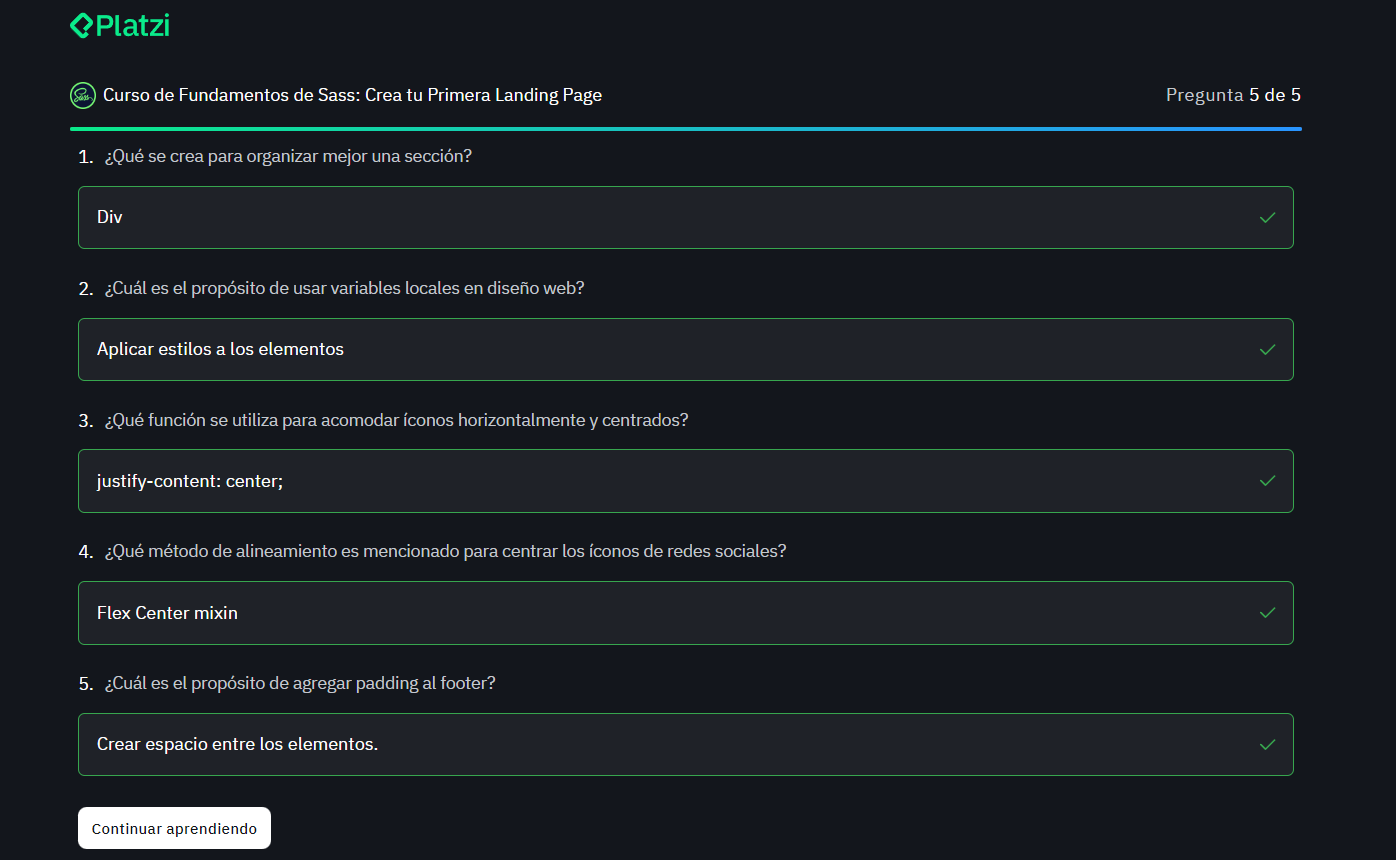 Platzi
Curso de Fundamentos de Sass: Crea tu Primera Landing Page
Pregunta 5 de 5
1. ¿Qué se crea para organizar mejor una sección?
Div
2. ¿Cuál es el propósito de usar variables locales en diseño web?
Aplicar estilos a los elementos
3. ¿Qué función se utiliza para acomodar íconos horizontalmente y centrados?
justify-content: center;
4. ¿Qué método de alineamiento es mencionado para centrar los íconos de redes sociales?
Flex Center mixin
5. ¿Cuál es el propósito de agregar padding al footer?
Crear espacio entre los elementos.
Continuar aprendiendo